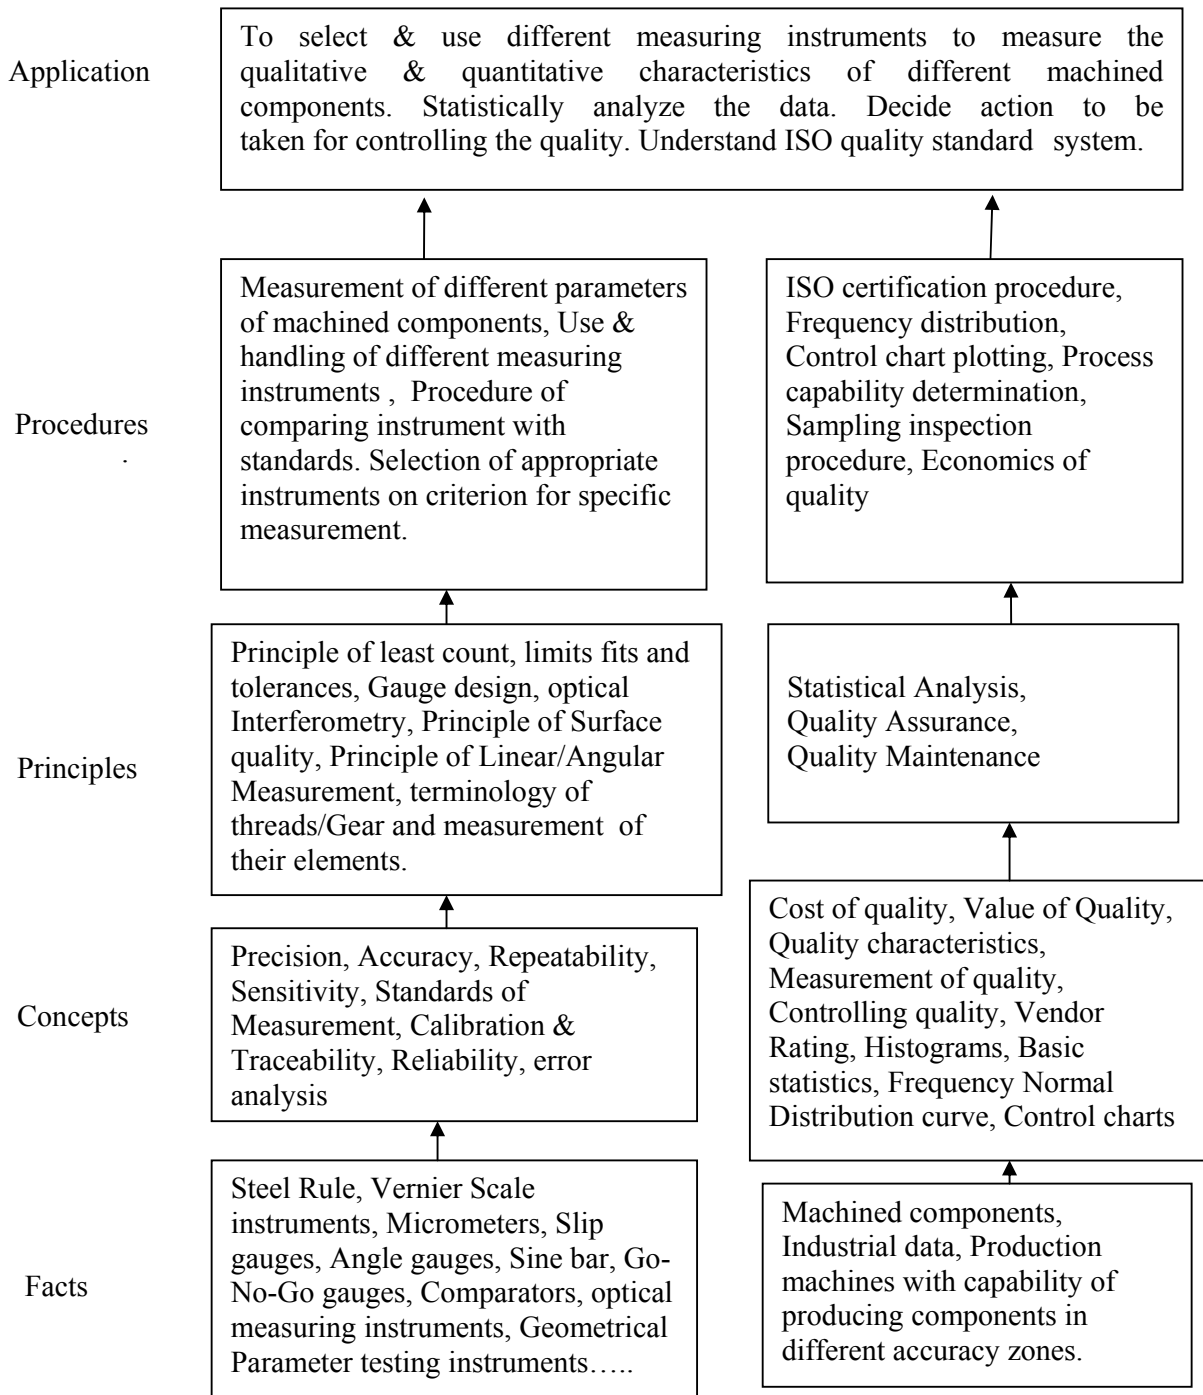 Application
To select & use different measuring instruments to measure the
qualitative & quantitative characteristics of different machined
components. Statistically analyze the data. Decide action to be
taken for controlling the quality. Understand ISO quality standard system.
Procedures
.
Measurement of different parameters
of machined components, Use &
handling of different measuring
instruments , Procedure of
comparing instrument with
standards. Selection of appropriate
instruments on criterion for specific
measurement.
ISO certification procedure,
Frequency distribution,
Control chart plotting, Process
capability determination,
Sampling inspection
procedure, Economics of
quality
Principles
Principle of least count, limits fits and
tolerances, Gauge design, optical
Interferometry, Principle of Surface
quality, Principle of Linear/Angular
Measurement, terminology of
threads/Gear and measurement of
their elements.
Statistical Analysis,
Quality Assurance,
Quality Maintenance
Concepts
Precision, Accuracy, Repeatability,
Sensitivity, Standards of
Measurement, Calibration &
Traceability, Reliability, error
analysis
Cost of quality, Value of Quality,
Quality characteristics,
Measurement of quality,
Controlling quality, Vendor
Rating, Histograms, Basic
statistics, Frequency Normal
Distribution curve, Control charts
Facts
Steel Rule, Vernier Scale
instruments, Micrometers, Slip
gauges, Angle gauges, Sine bar, Go-
No-Go gauges, Comparators, optical
measuring instruments, Geometrical
Parameter testing instruments…..
Machined components,
Industrial data, Production
machines with capability of
producing components in
different accuracy zones.